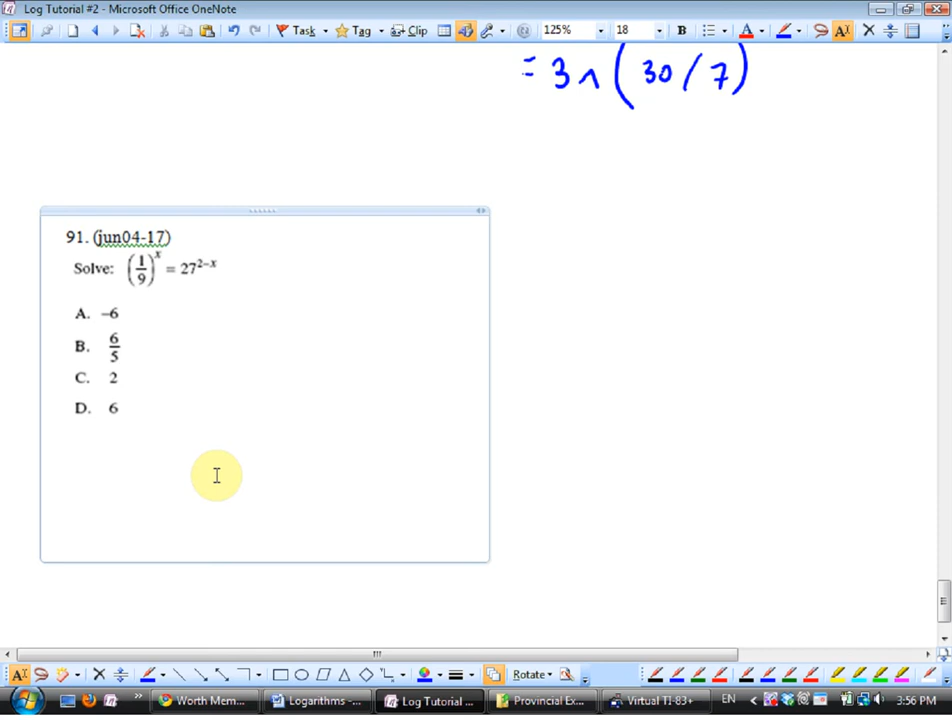 Log Tutorial #2 - Microsoft Office OneNote
Task Tag Clip 125% 18 B A A
= 3n ( 30 / 7 )
91. (jun04-17)
Solve: (1/9)^x = 27^{2-x}
A. –6
B. 6/5
C. 2
D. 6
Rotate
Worth Mem... Logarithms -... Log Tutorial ... Provincial Ex... Virtual TI-83+ EN 3:56 PM